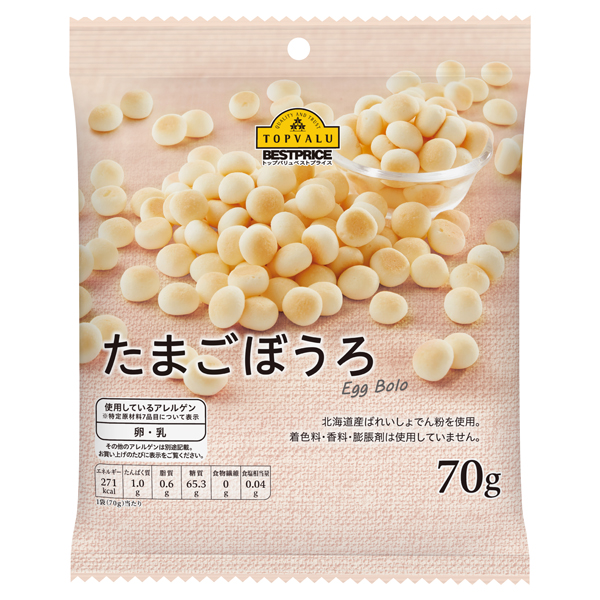 QUALITY AND TRUST
TOPVALU
BESTPRICE
トップバリュベストプライス
たまごぼうろ
Egg Bolo
使用しているアレルゲン
※特定原材料7品目について表示
卵・乳
その他のアレルゲンは別途記載。
お買い上げのたびに表示をご覧ください。
北海道産ばれいしょでん粉を使用。
着色料・香料・膨脹剤は使用していません。
エネルギー たんぱく質 脂質 糖質 食物繊維 食塩相当量
271 1.0 0.6 65.3 0 0.04
kcal g g g g g
1袋(70g)当たり
70g